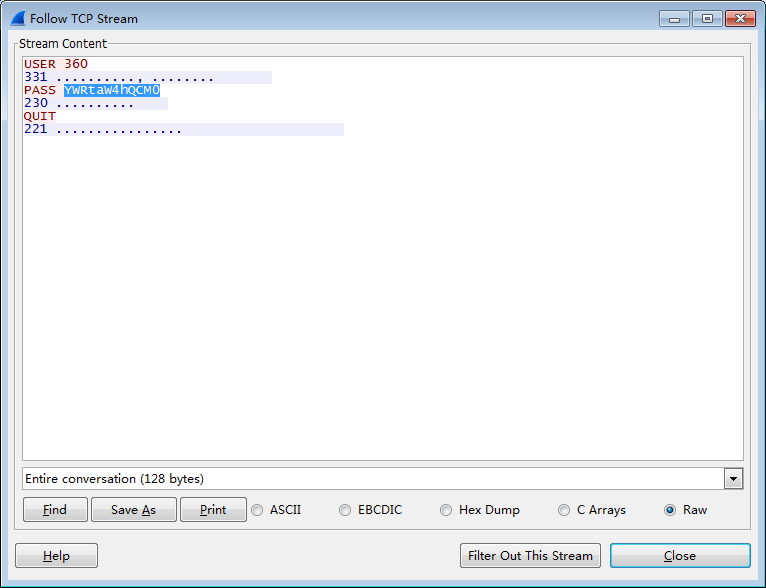 Follow TCP Stream
Stream Content
USER 360
331 .........., ........
PASS YWRtaW4hQCM0
230 ..........
QUIT
221 ................
Entire conversation (128 bytes)
Find Save As Print ASCII EBCDIC Hex Dump C Arrays Raw
Help Filter Out This Stream Close